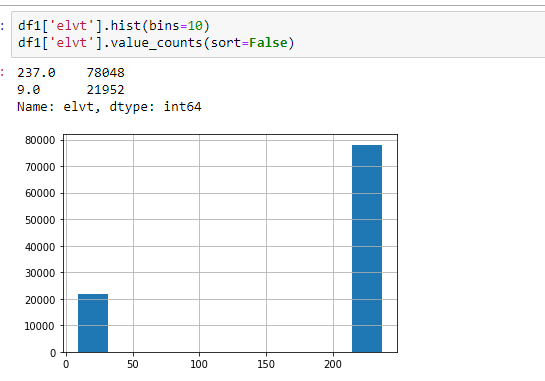 : df1['elvt'].hist(bins=10)
df1['elvt'].value_counts(sort=False)
: 237.0    78048
9.0      21952
Name: elvt, dtype: int64
80000
70000
60000
50000
40000
30000
20000
10000
0
0 50 100 150 200